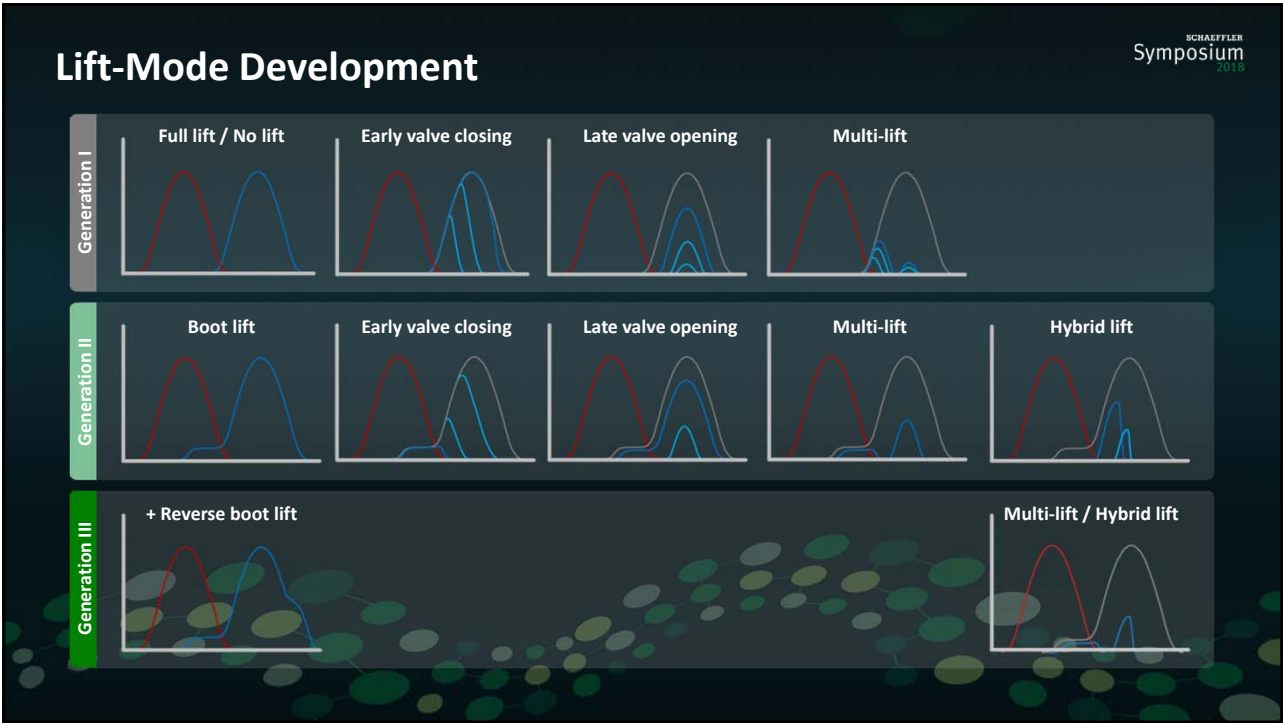 SCHAEFFLER
Symposium
2018
Lift-Mode Development
Generation I
Full lift / No lift
Early valve closing
Late valve opening
Multi-lift
Generation II
Boot lift
Early valve closing
Late valve opening
Multi-lift
Hybrid lift
Generation III
+ Reverse boot lift
Multi-lift / Hybrid lift